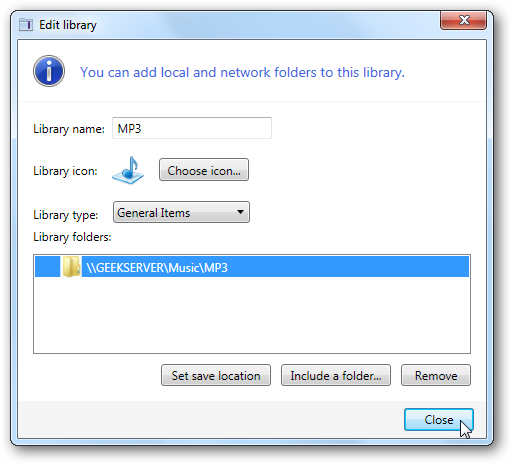 Edit library
You can add local and network folders to this library.
Library name: MP3
Library icon: Choose icon...
Library type: General Items
Library folders:
\\GEEKSERVER\Music\MP3
Set save location Include a folder... Remove
Close